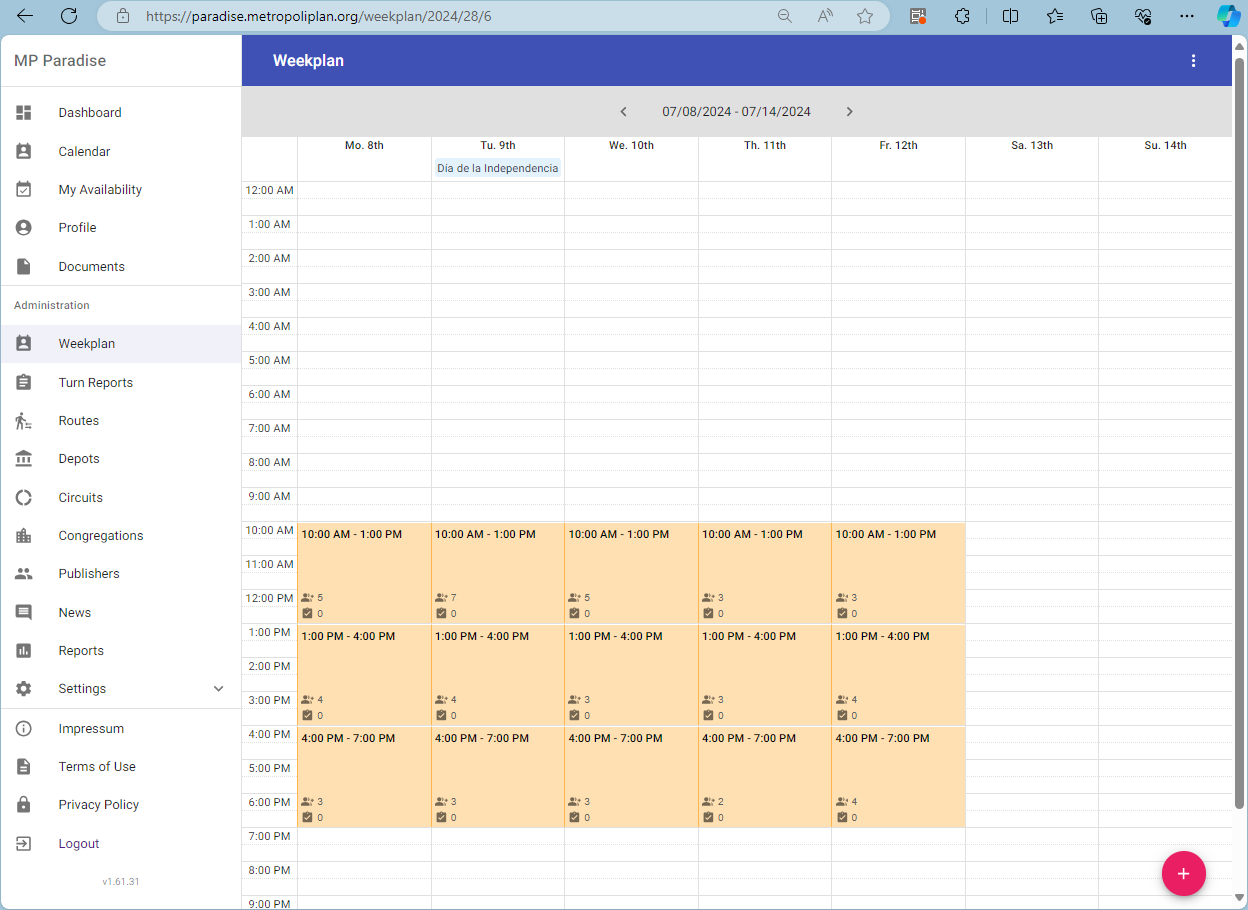 https://paradise.metropoliplan.org/weekplan/2024/28/6
MP Paradise
Weekplan
Dashboard
Calendar
My Availability
Profile
Documents
Administration
Weekplan
Turn Reports
Routes
Depots
Circuits
Congregations
Publishers
News
Reports
Settings
Impressum
Terms of Use
Privacy Policy
Logout
v1.61.31
07/08/2024 - 07/14/2024
Mo. 8th Tu. 9th We. 10th Th. 11th Fr. 12th Sa. 13th Su. 14th
Día de la Independencia
12:00 AM
1:00 AM
2:00 AM
3:00 AM
4:00 AM
5:00 AM
6:00 AM
7:00 AM
8:00 AM
9:00 AM
10:00 AM 10:00 AM - 1:00 PM 10:00 AM - 1:00 PM 10:00 AM - 1:00 PM 10:00 AM - 1:00 PM 10:00 AM - 1:00 PM
11:00 AM
12:00 PM 5 7 5 3 3
0 0 0 0 0
1:00 PM 1:00 PM - 4:00 PM 1:00 PM - 4:00 PM 1:00 PM - 4:00 PM 1:00 PM - 4:00 PM 1:00 PM - 4:00 PM
2:00 PM
3:00 PM 4 4 3 3 4
0 0 0 0 0
4:00 PM 4:00 PM - 7:00 PM 4:00 PM - 7:00 PM 4:00 PM - 7:00 PM 4:00 PM - 7:00 PM 4:00 PM - 7:00 PM
5:00 PM
6:00 PM 3 3 3 2 4
0 0 0 0 0
7:00 PM
8:00 PM
9:00 PM